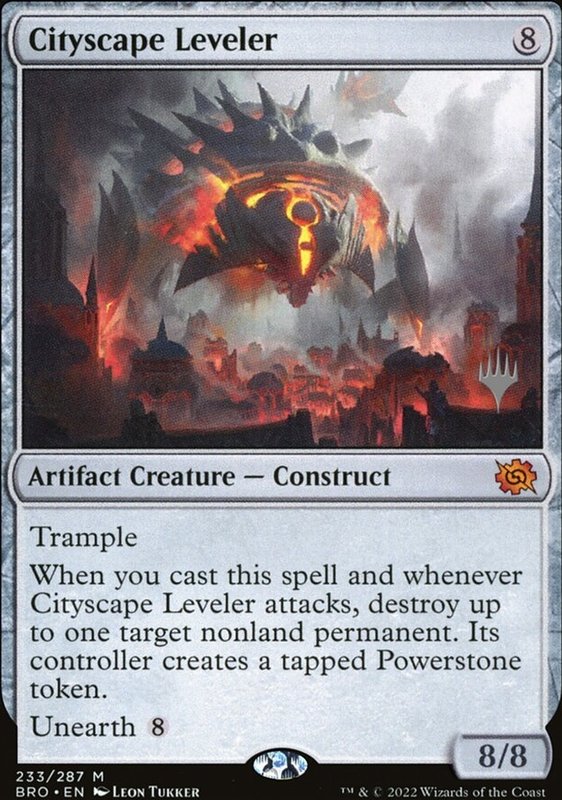 Cityscape Leveler 8
Artifact Creature — Construct
Trample
When you cast this spell and whenever
Cityscape Leveler attacks, destroy up
to one target nonland permanent. Its
controller creates a tapped Powerstone
token.
Unearth 8
8/8
233/287 M
BRO • EN LEON TUKKER
™ & © 2022 Wizards of the Coast